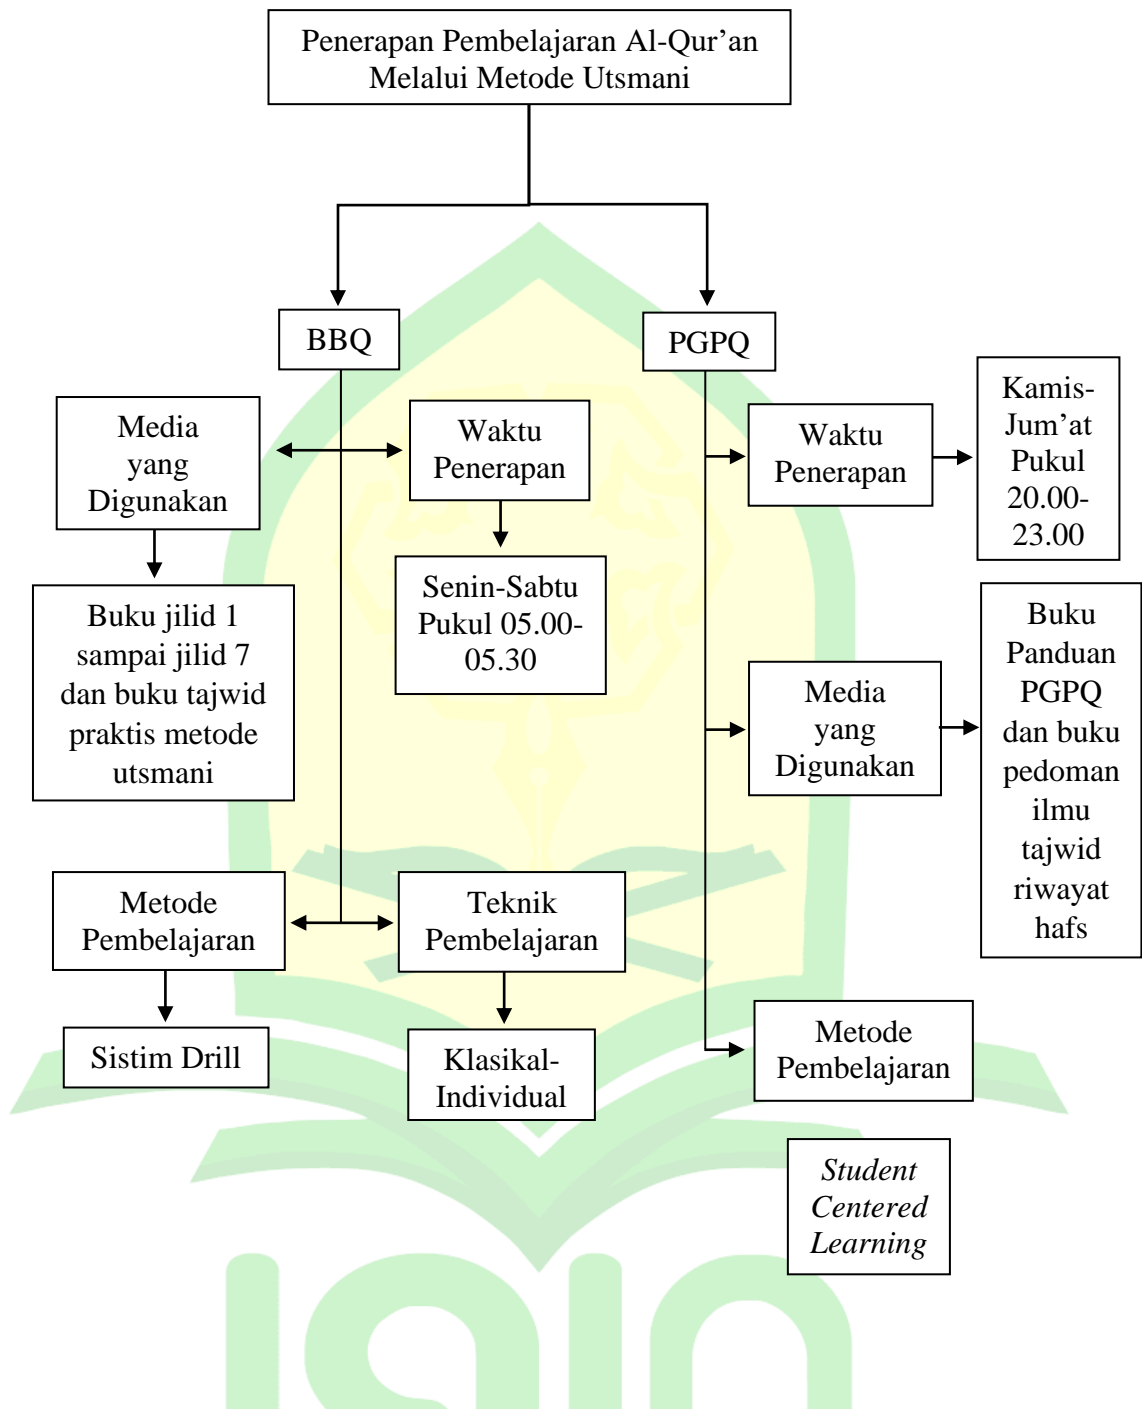 Penerapan Pembelajaran Al-Qur’an
Melalui Metode Utsmani
BBQ
PGPQ
Media
yang
Digunakan
Waktu
Penerapan
Waktu
Penerapan
Kamis-
Jum’at
Pukul
20.00-
23.00
Buku jilid 1
sampai jilid 7
dan buku tajwid
praktis metode
utsmani
Senin-Sabtu
Pukul 05.00-
05.30
Media
yang
Digunakan
Buku
Panduan
PGPQ
dan buku
pedoman
ilmu
tajwid
riwayat
hafs
Metode
Pembelajaran
Teknik
Pembelajaran
Sistim Drill
Klasikal-
Individual
Metode
Pembelajaran
Student
Centered
Learning
iain